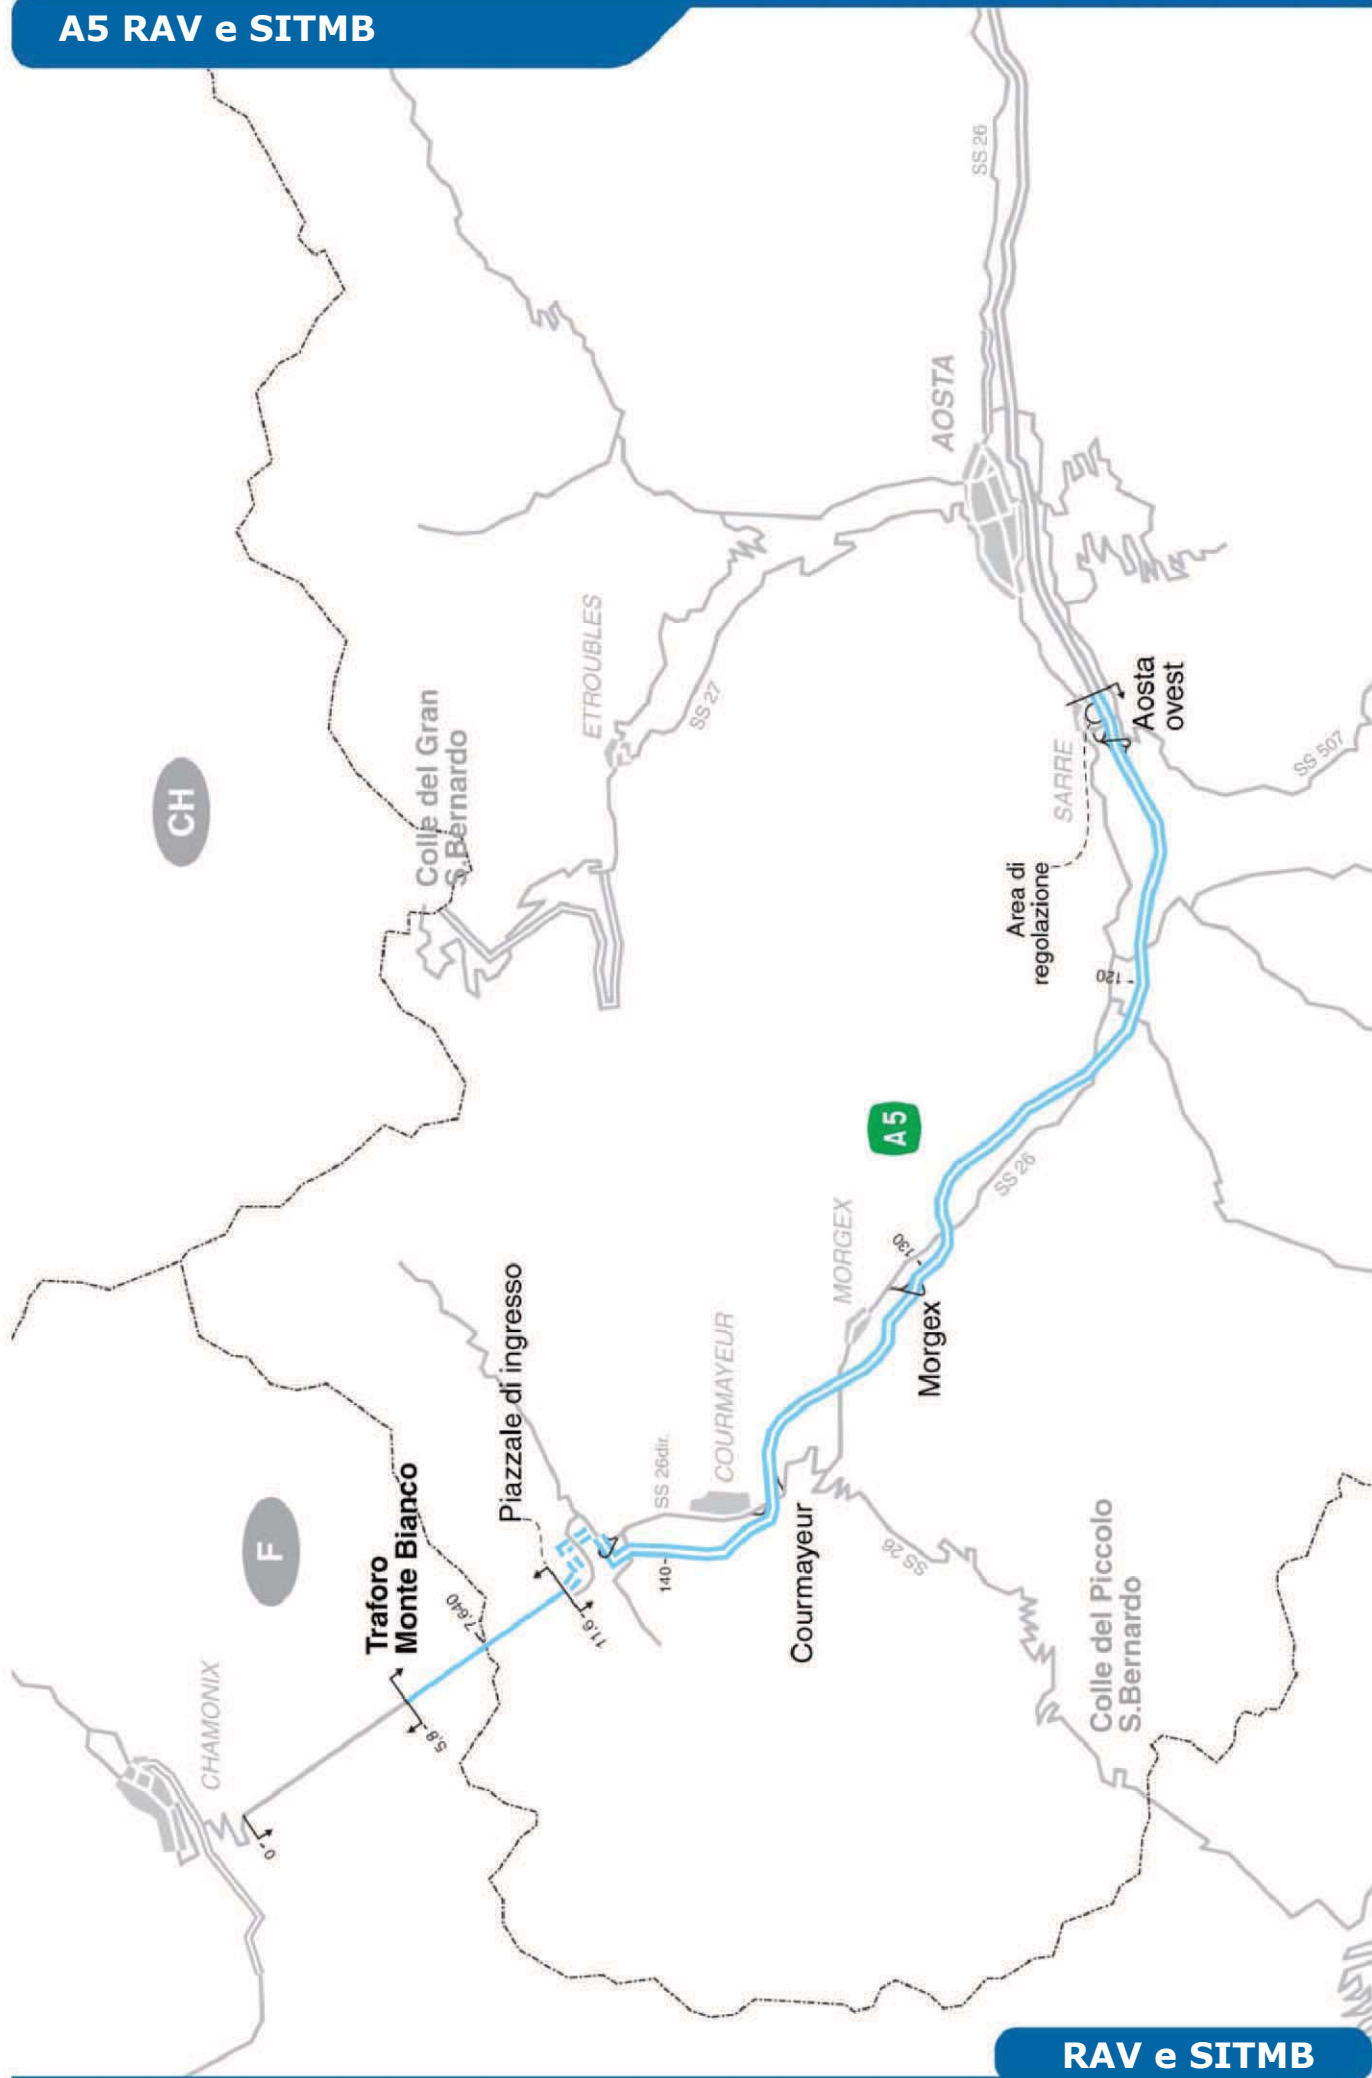 A5 RAV e SITMB
SS 26
AOSTA
CH
Colle del Gran
S.Bernardo
ETROUBLES
SS 27
Aosta
ovest
SARRE
SS 507
Area di
regolazione
120
A5
SS 26
MORGEX
130
Morgex
Piazzale di ingresso
COURMAYEUR
SS 26dir.
140
Courmayeur
F
Traforo
Monte Bianco
7.640
11.6
5.8
CHAMONIX
0
SS 26
Colle del Piccolo
S.Bernardo
RAV e SITMB